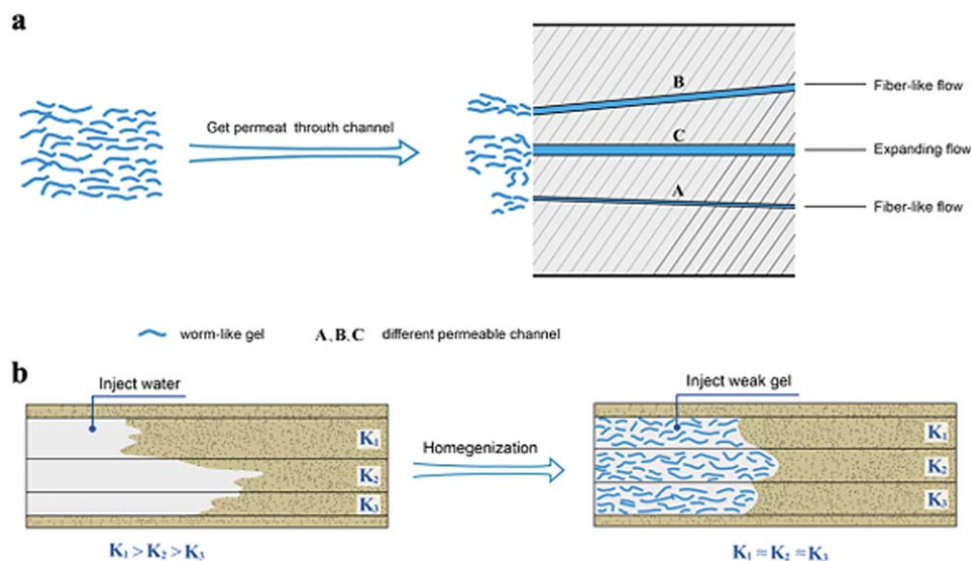 a
Get permeat throuth channel
B
C
A
Fiber-like flow
Expanding flow
Fiber-like flow
worm-like gel
A、B、C different permeable channel
b
Inject water
K1
K2
K3
K1 > K2 > K3
Homegenization
Inject weak gel
K1
K2
K3
K1 ≈ K2 ≈ K3